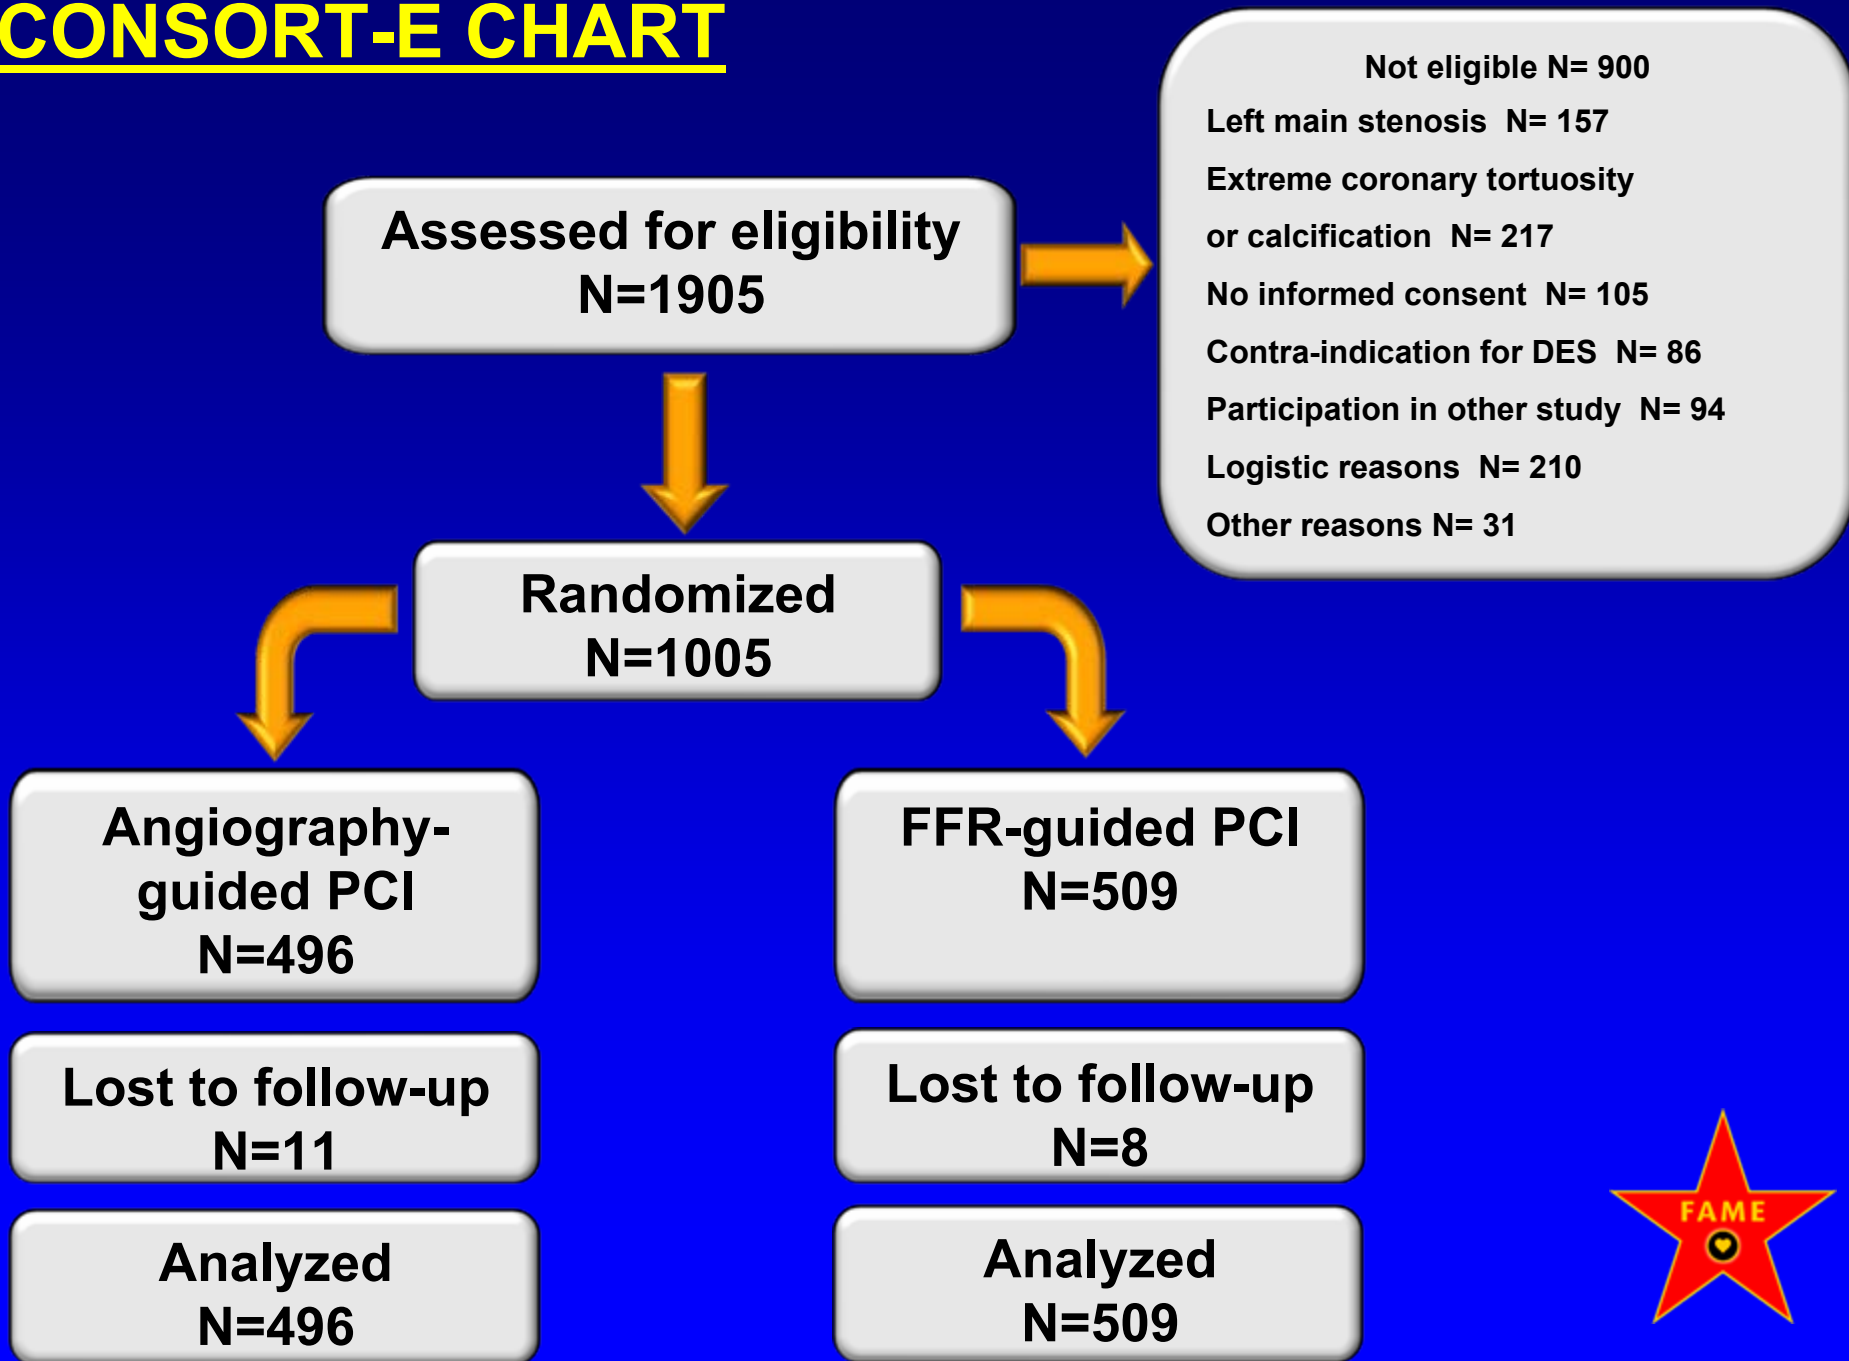 CONSORT-E CHART
Not eligible N= 900
Left main stenosis N= 157
Extreme coronary tortuosity
or calcification N= 217
No informed consent N= 105
Contra-indication for DES N= 86
Participation in other study N= 94
Logistic reasons N= 210
Other reasons N= 31
Assessed for eligibility
N=1905
Randomized
N=1005
Angiography-
guided PCI
N=496
FFR-guided PCI
N=509
Lost to follow-up
N=11
Lost to follow-up
N=8
Analyzed
N=496
Analyzed
N=509
FAME